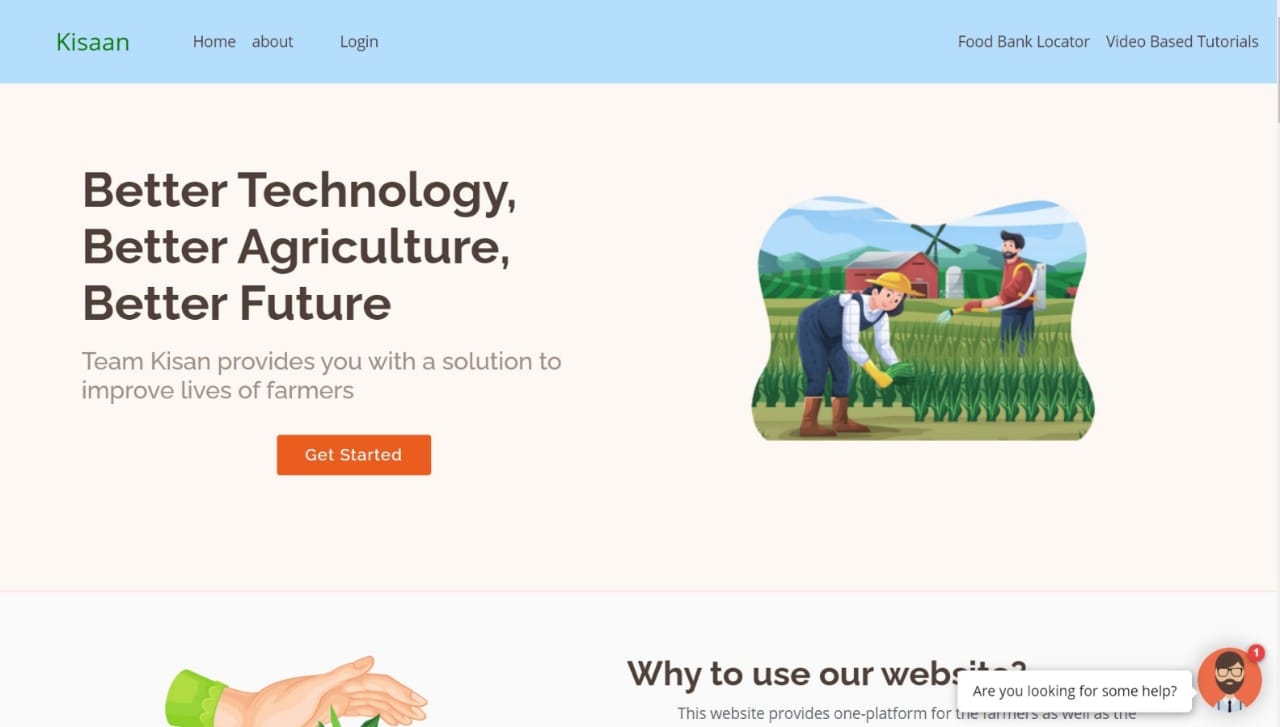 Kisaan
Home about Login Food Bank Locator Video Based Tutorials
Better Technology,
Better Agriculture,
Better Future
Team Kisan provides you with a solution to
improve lives of farmers
Get Started
Why to use our website?
1
Are you looking for some help?
This website provides one-platform for the farmers as well as the